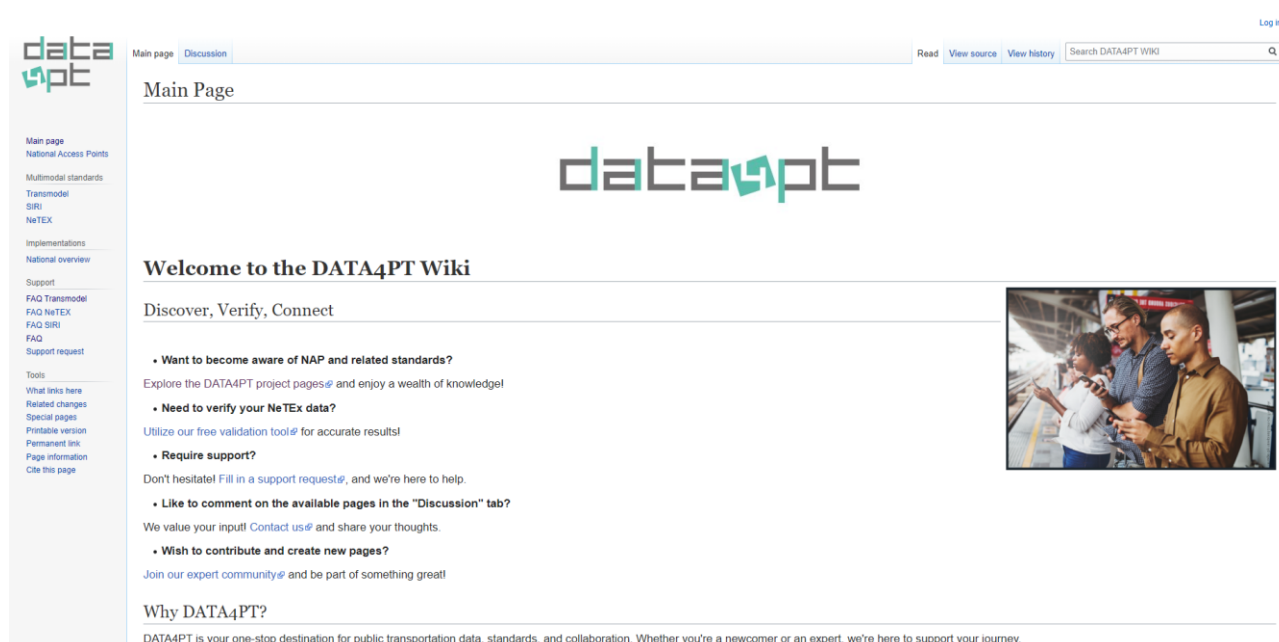 Log in
data
4pt
Main page Discussion
Read View source View history Search DATA4PT WIKI
Main Page
data4pt
Main page
National Access Points
Multimodal standards
Transmodel
SIRI
NeTEX
Implementations
National overview
Support
FAQ Transmodel
FAQ NeTEX
FAQ SIRI
FAQ
Support request
Tools
What links here
Related changes
Special pages
Printable version
Permanent link
Page information
Cite this page
Welcome to the DATA4PT Wiki
Discover, Verify, Connect
• Want to become aware of NAP and related standards?
Explore the DATA4PT project pages and enjoy a wealth of knowledge!
• Need to verify your NeTEx data?
Utilize our free validation tool for accurate results!
• Require support?
Don't hesitate! Fill in a support request, and we're here to help.
• Like to comment on the available pages in the "Discussion" tab?
We value your input! Contact us and share your thoughts.
• Wish to contribute and create new pages?
Join our expert community and be part of something great!
Why DATA4PT?
DATA4PT is your one-stop destination for public transportation data, standards, and collaboration. Whether you're a newcomer or an expert, we're here to support your journey.